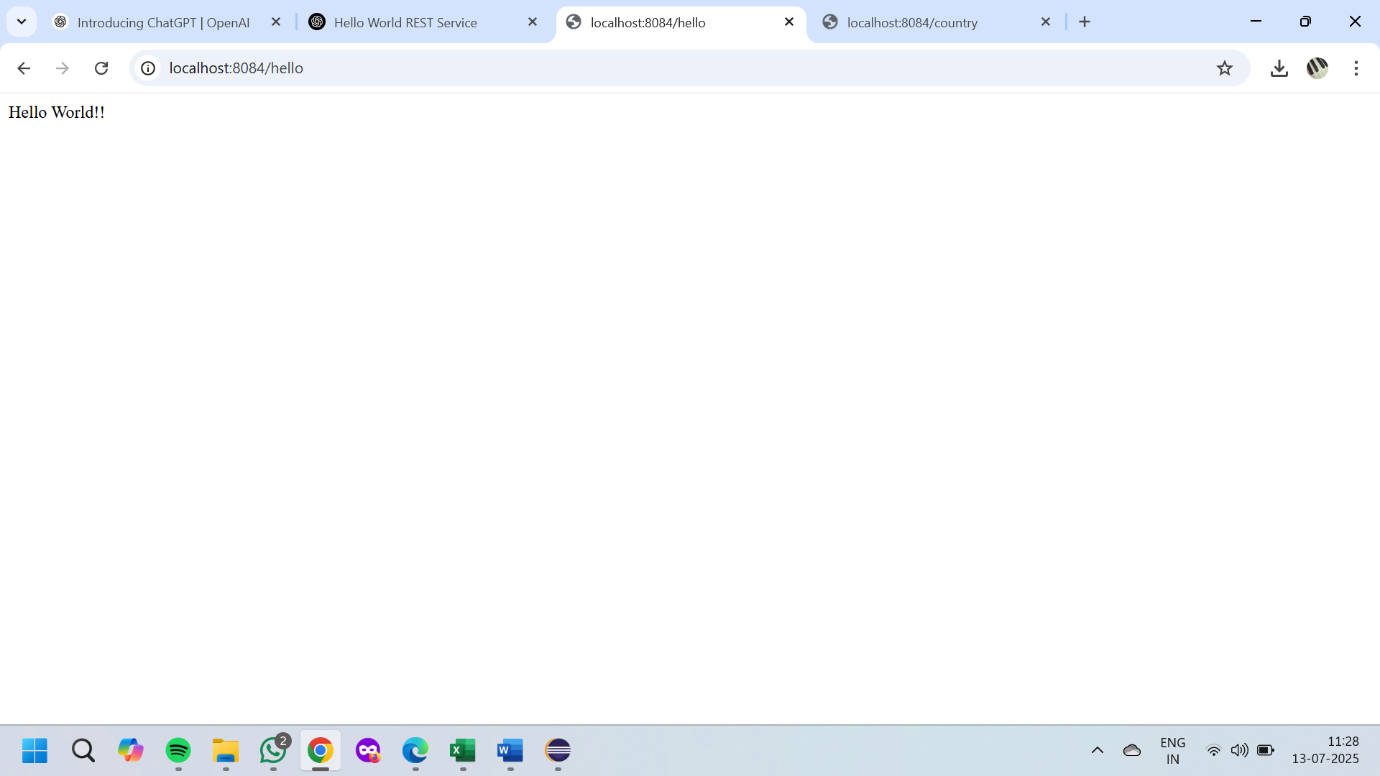 Introducing ChatGPT | OpenAI
Hello World REST Service
localhost:8084/hello
localhost:8084/country
localhost:8084/hello
Hello World!!
2
X
W
ENG
IN
11:28
13-07-2025